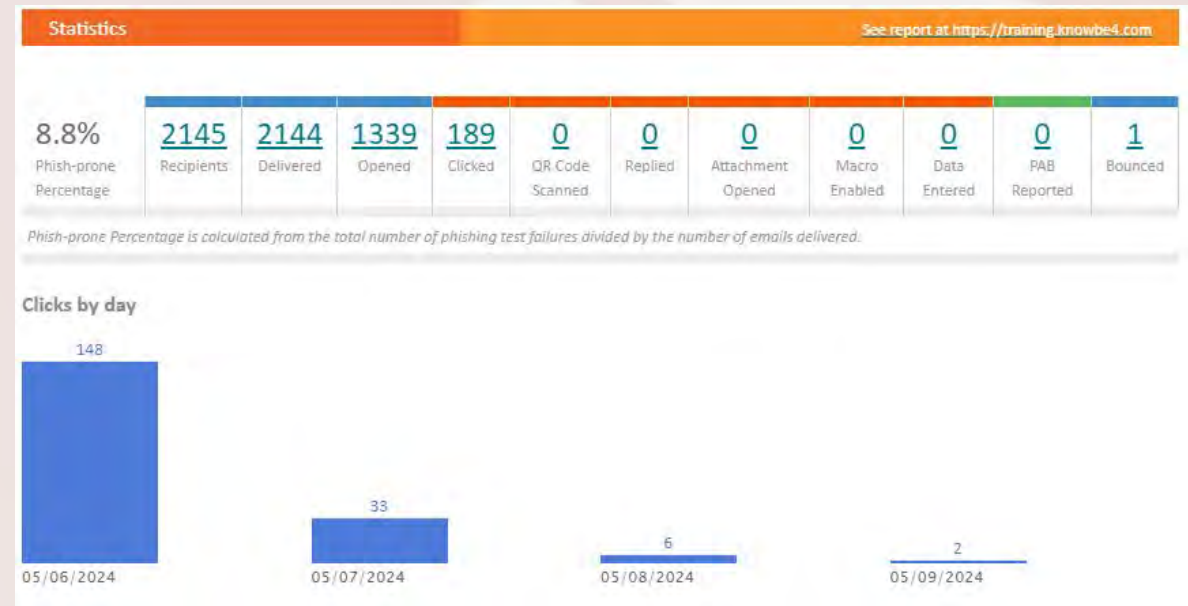 Statistics
See report at https://training.knowbe4.com
8.8% 2145 2144 1339 189 0 0 0 0 0 0 1
Phish-prone Recipients Delivered Opened Clicked QR Code Replied Attachment Macro Data PAB Bounced
Percentage Scanned Opened Enabled Entered Reported
Phish-prone Percentage is calculated from the total number of phishing test failures divided by the number of emails delivered.
Clicks by day
148
33
6
2
05/06/2024 05/07/2024 05/08/2024 05/09/2024